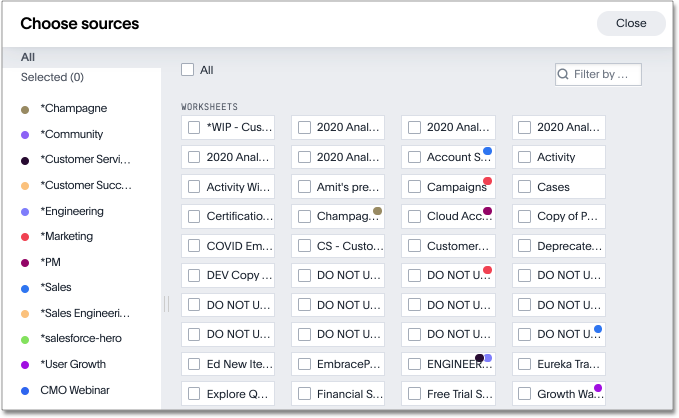 Choose sources
Close
All
Selected (0)
*Champagne
*Community
*Customer Servi...
*Customer Succ...
*Engineering
*Marketing
*PM
*Sales
*Sales Engineeri...
*salesforce-hero
*User Growth
CMO Webinar
All
Filter by ...
WORKSHEETS
*WIP - Cus... 2020 Anal... 2020 Anal... 2020 Anal...
2020 Anal... 2020 Anal... Account S... Activity
Activity Wi... Amit's pre... Campaigns Cases
Certificatio... Champag... Cloud Acc... Copy of P...
COVID Em... CS - Custo... Customer... Deprecate...
DEV Copy ... DO NOT U... DO NOT U... DO NOT U...
DO NOT U... DO NOT U... DO NOT U... DO NOT U...
DO NOT U... DO NOT U... DO NOT U... DO NOT U...
Ed New Ite... EmbraceP... ENGINEER... Eureka Tra...
Explore Q... Financial S... Free Trial S... Growth Wa...